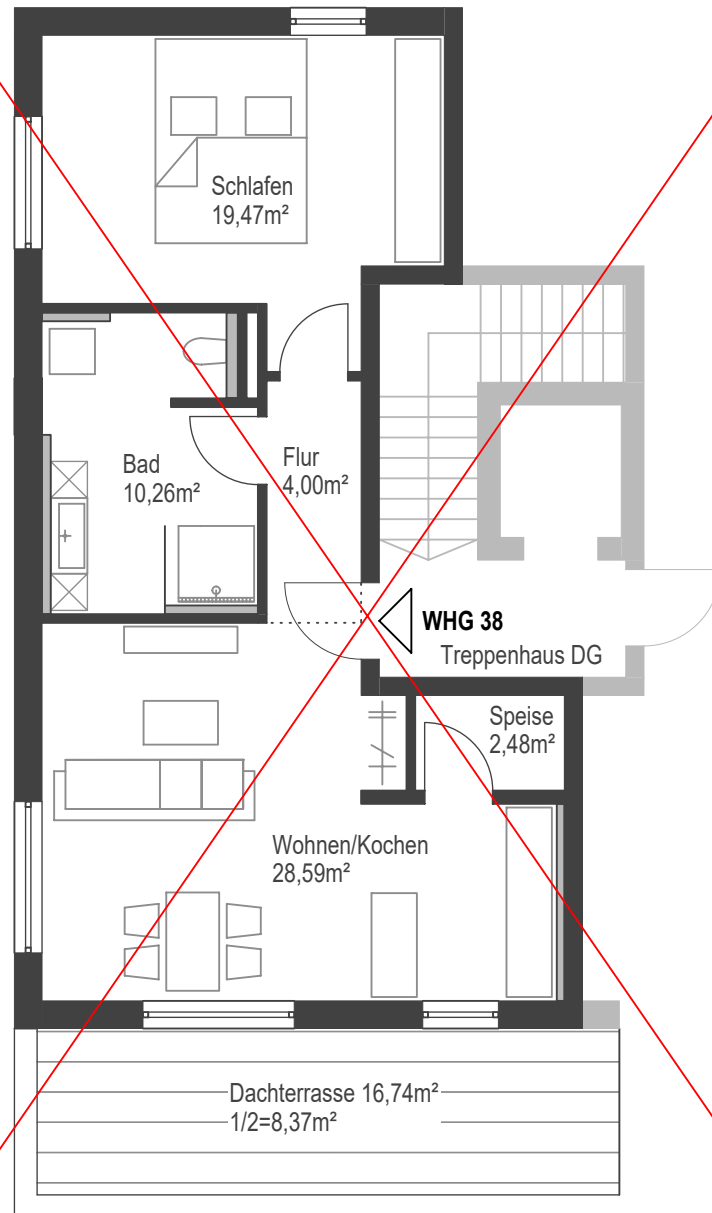 Schlafen
19,47m²
Bad
10,26m²
Flur
4,00m²
WHG 38
Treppenhaus DG
Speise
2,48m²
Wohnen/Kochen
28,59m²
Dachterrasse 16,74m²
1/2=8,37m²